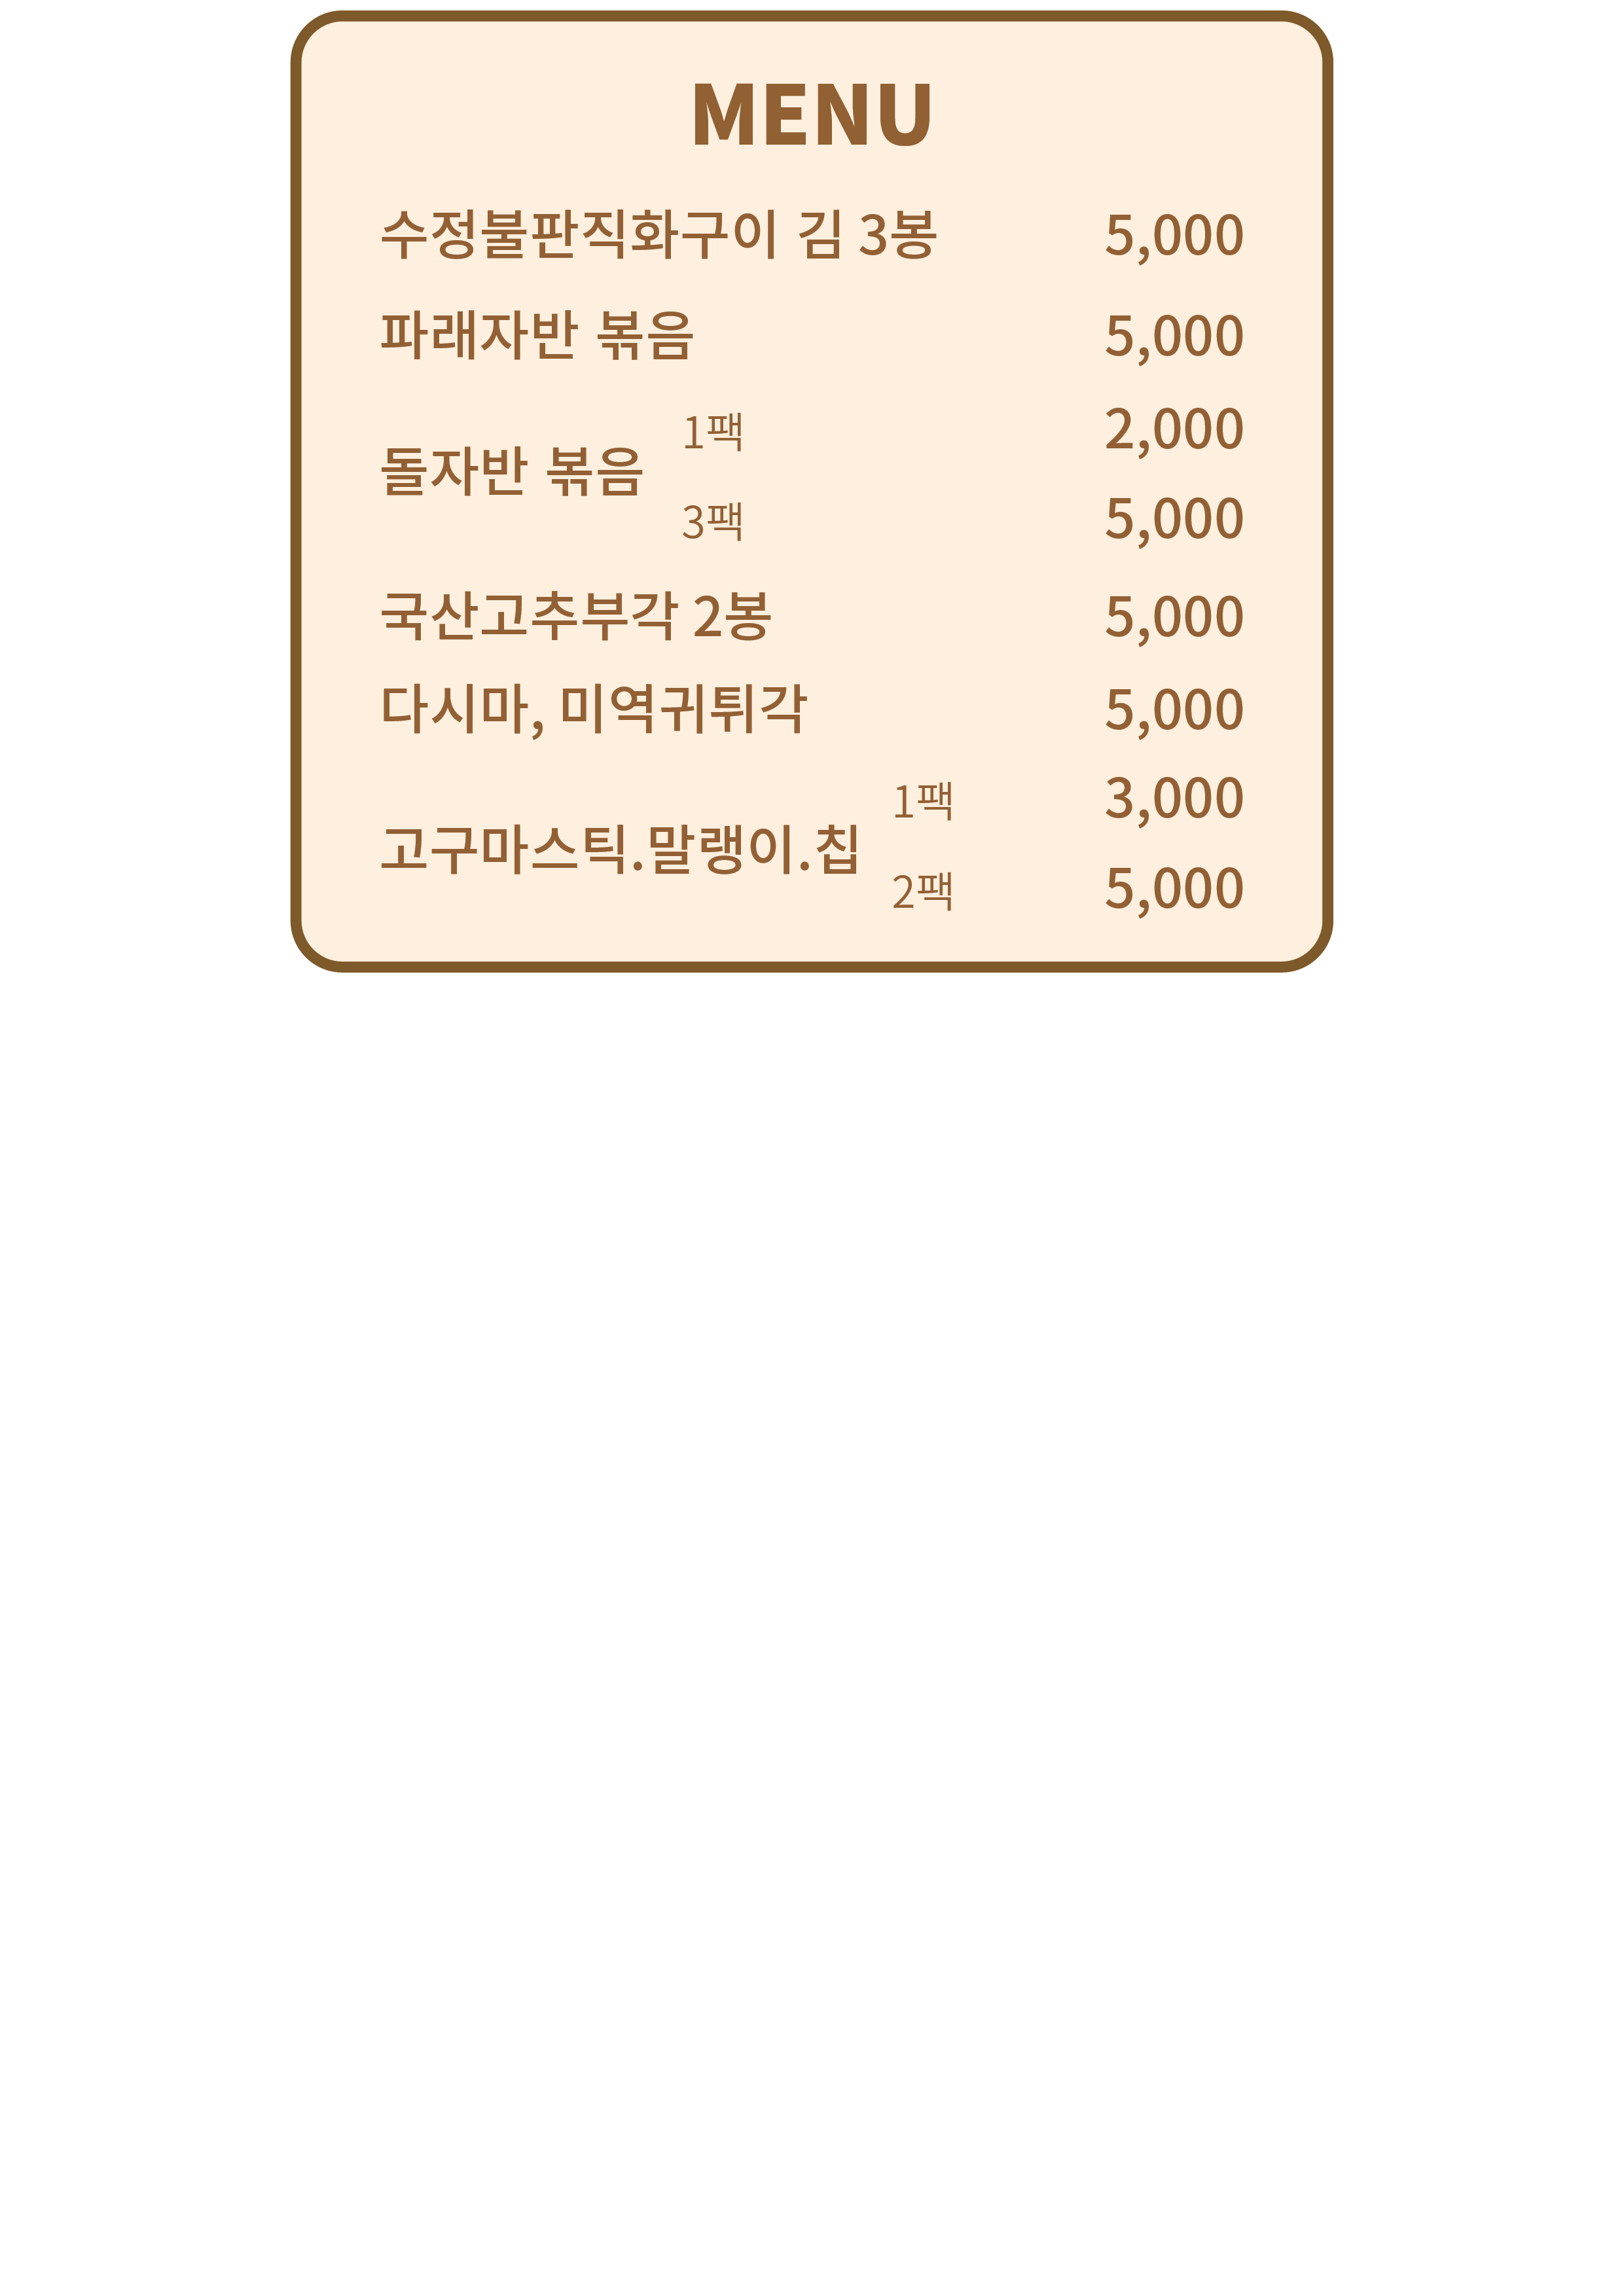 MENU
수정불판직화구이 김 3봉 5,000
파래자반 볶음 5,000
돌자반 볶음
1팩 2,000
3팩 5,000
국산고추부각 2봉 5,000
다시마, 미역귀튀각 5,000
고구마스틱.말랭이.칩
1팩 3,000
2팩 5,000